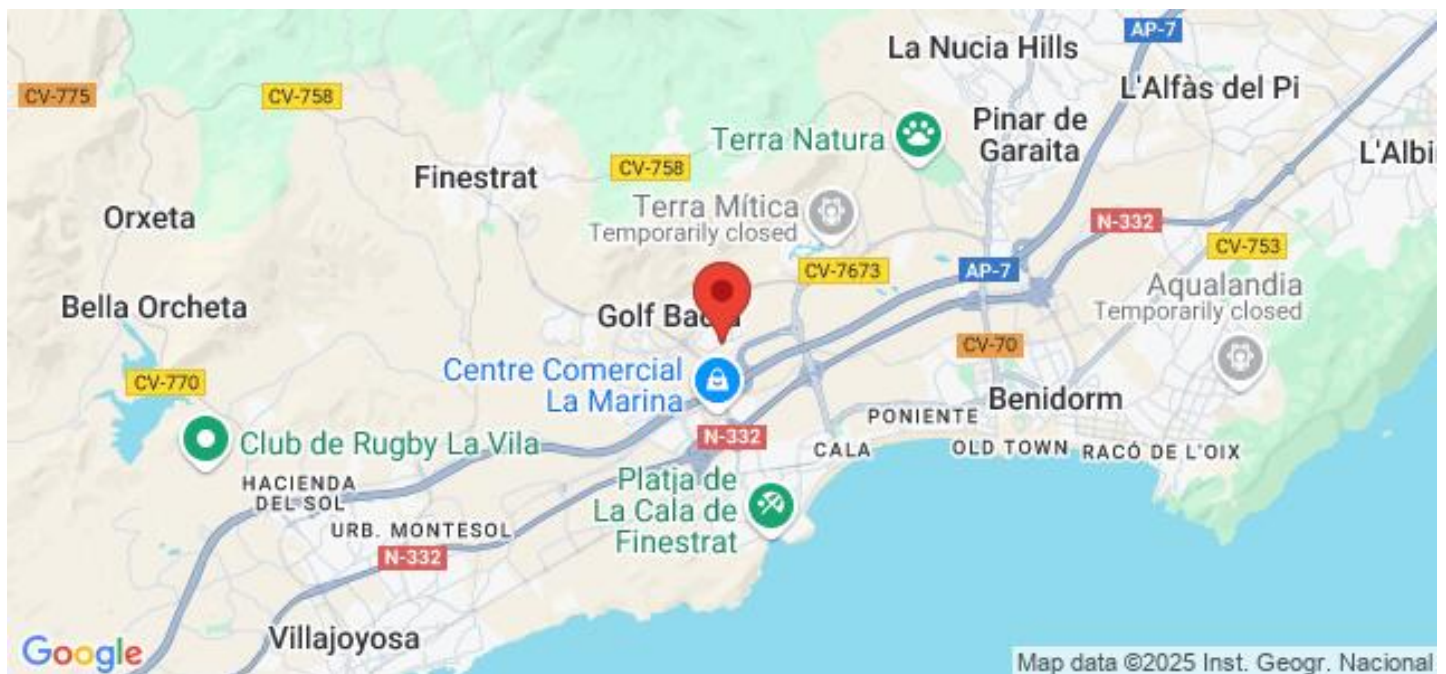 AP-7
La Nucia Hills
L'Alfàs del Pi
CV-775
CV-758
Terra Natura
Pinar de
Garaita
Finestrat
CV-758
L'Albi
Orxeta
Terra Mítica
Temporarily closed
N-332
CV-753
CV-7673
AP-7
Aqualandia
Temporarily closed
Bella Orcheta
Golf
CV-70
Centre Comercial
La Marina
CV-770
Benidorm
PONIENTE
N-332
CALA
OLD TOWN
RACÓ DE L'OIX
Club de Rugby La Vila
HACIENDA
DEL SOL
Platja de
La Cala de
Finestrat
URB. MONTESOL
N-332
Villajoyosa
Google
Map data ©2025 Inst. Geogr. Nacional